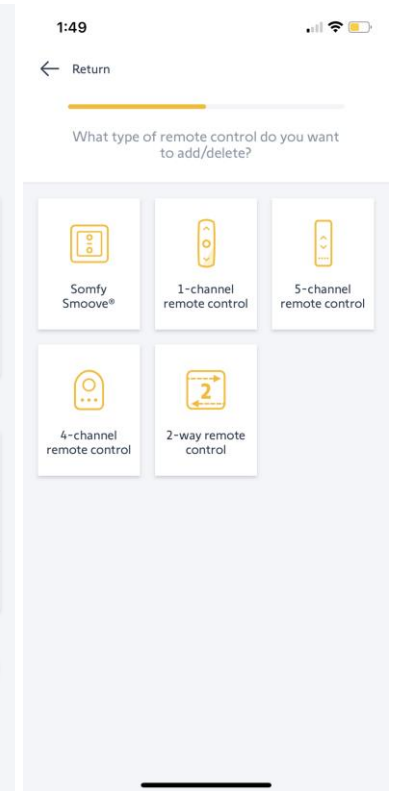 1:49
Return
What type of remote control do you want
to add/delete?
Somfy
Smoove®
1-channel
remote control
5-channel
remote control
4-channel
remote control
2
2-way remote
control